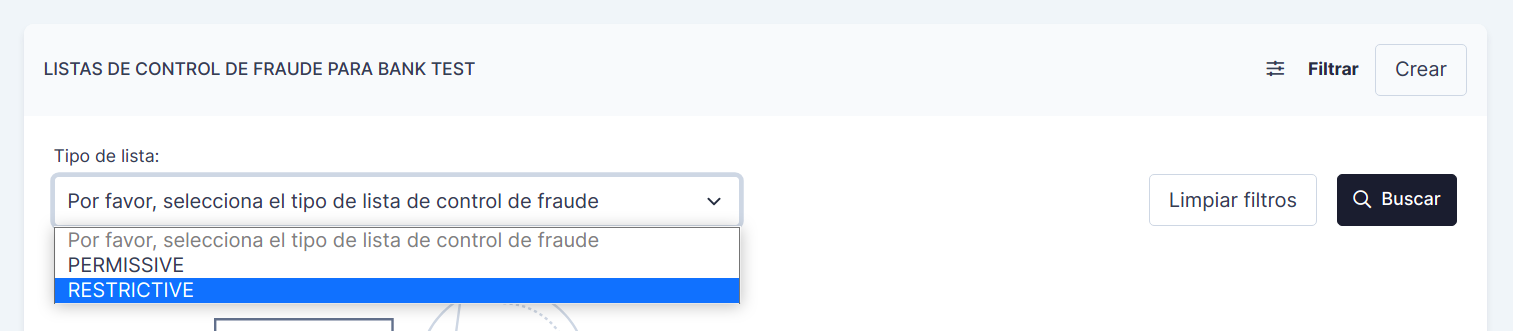 LISTAS DE CONTROL DE FRAUDE PARA BANK TEST
Filtrar
Crear
Tipo de lista:
Por favor, selecciona el tipo de lista de control de fraude
Limpiar filtros
Buscar
Por favor, selecciona el tipo de lista de control de fraude
PERMISSIVE
RESTRICTIVE